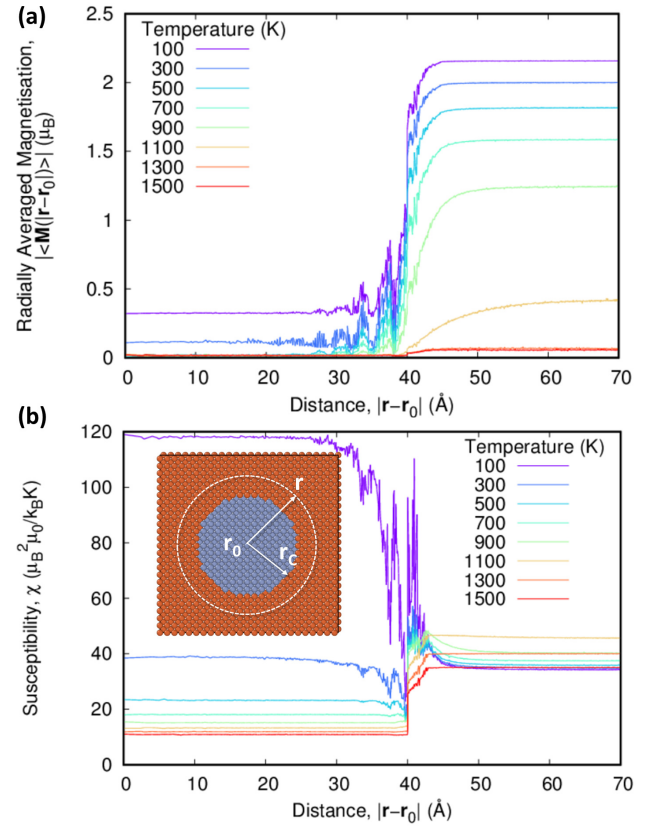 (a)
Radially Averaged Magnetisation,
|<M(|r−r₀|)>| (μB)
2.5
2
1.5
1
0.5
0
Temperature (K)
100
300
500
700
900
1100
1300
1500
0 10 20 30 40 50 60 70
Distance, |r−r₀| (Å)
(b)
Susceptibility, χ (μB²μ₀/kBK)
120
100
80
60
40
20
0
r
r₀
rC
Temperature (K)
100
300
500
700
900
1100
1300
1500
0 10 20 30 40 50 60 70
Distance, |r−r₀| (Å)